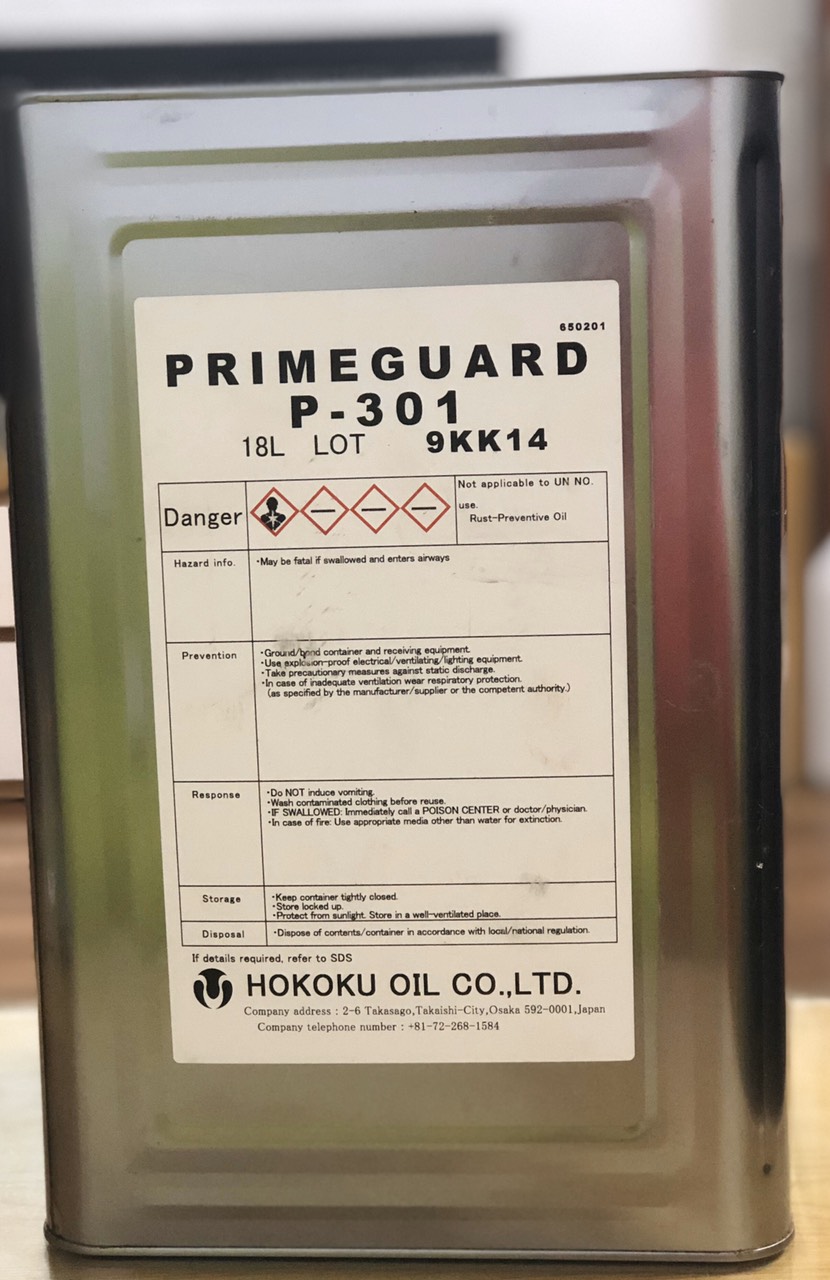 650201
PRIMEGUARD
P-301
18L LOT 9KK14
Danger
Not applicable to UN NO.
use.
Rust-Preventive Oil
Hazard info.
・May be fatal if swallowed and enters airways
Prevention
・Ground/bond container and receiving equipment.
・Use explosion-proof electrical/ventilating/lighting equipment.
・Take precautionary measures against static discharge.
・In case of inadequate ventilation wear respiratory protection.
(as specified by the manufacturer/supplier or the competent authority.)
Response
・Do NOT induce vomiting.
・Wash contaminated clothing before reuse.
・IF SWALLOWED: Immediately call a POISON CENTER or doctor/physician.
・In case of fire: Use appropriate media other than water for extinction.
Storage
・Keep container tightly closed.
・Store locked up.
・Protect from sunlight. Store in a well-ventilated place.
Disposal
・Dispose of contents/container in accordance with local/national regulation.
If details required, refer to SDS
HOKOKU OIL CO.,LTD.
Company address : 2-6 Takasago,Takaishi-City,Osaka 592-0001,Japan
Company telephone number : +81-72-268-1584